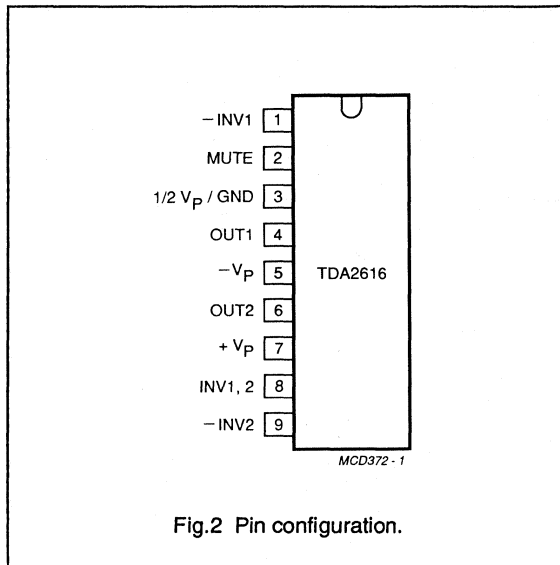 −INV1 1
MUTE 2
1/2 VP / GND 3
OUT1 4
−VP 5
TDA2616
OUT2 6
+ VP 7
INV1, 2 8
−INV2 9
MCD372 - 1
Fig.2 Pin configuration.